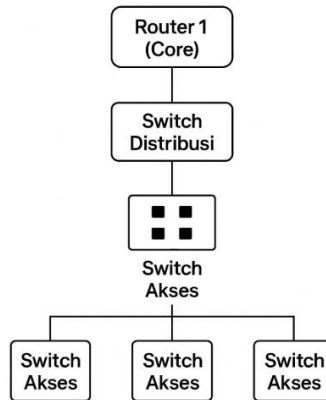 Router 1
(Core)
Switch
Distribusi
Switch
Akses
Switch
Akses
Switch
Akses
Switch
Akses